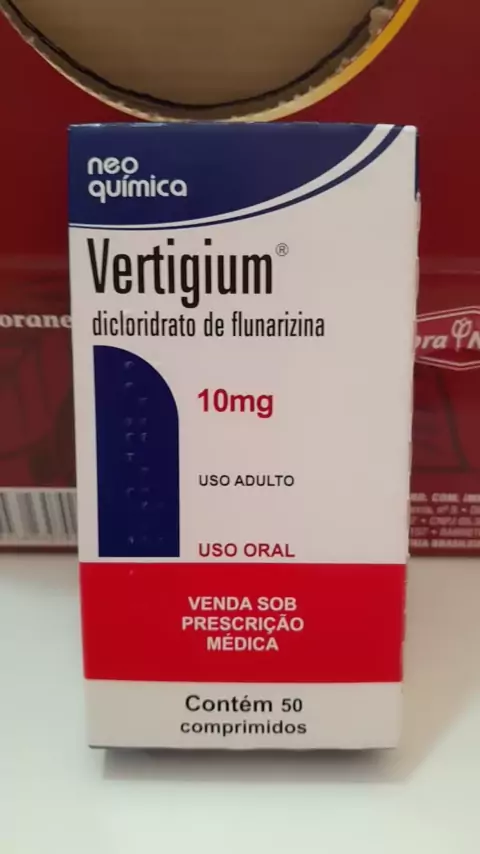 neo
química
Vertigium®
dicloridrato de flunarizina
10mg
USO ADULTO
USO ORAL
VENDA SOB
PRESCRIÇÃO
MÉDICA
Contém 50
comprimidos